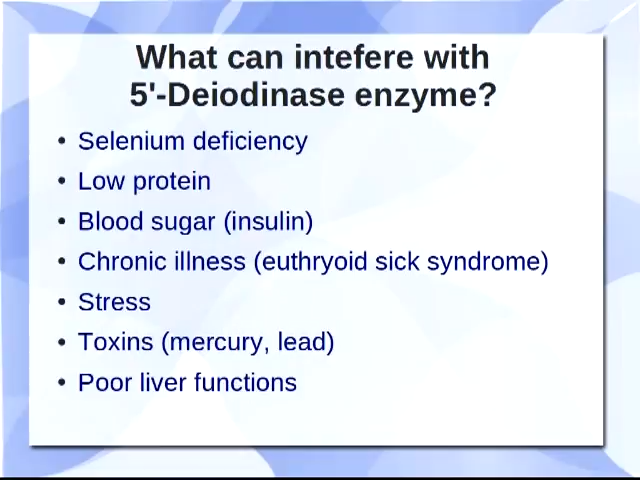 What can intefere with
5'-Deiodinase enzyme?
• Selenium deficiency
• Low protein
• Blood sugar (insulin)
• Chronic illness (euthryoid sick syndrome)
• Stress
• Toxins (mercury, lead)
• Poor liver functions